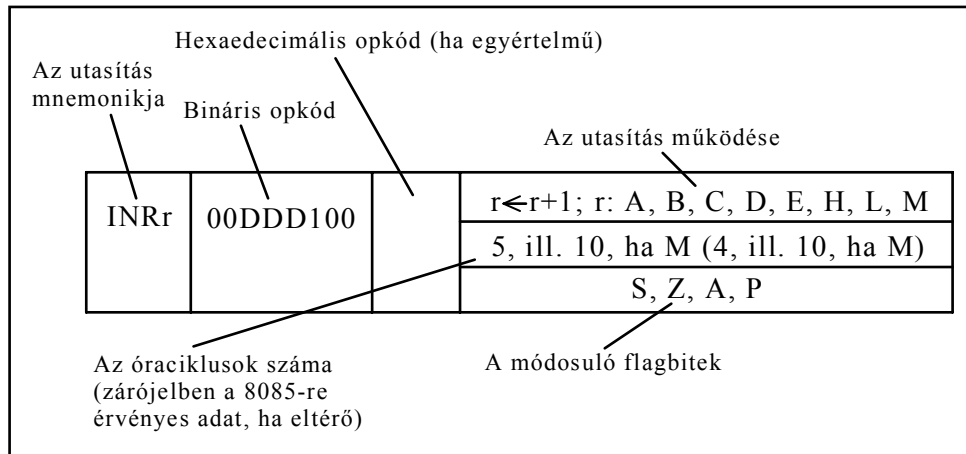 Hexaedecimális opkód (ha egyértelmű)
Az utasítás
mnemonikja
Bináris opkód
Az utasítás működése
INRr
00DDD100
r←r+1; r: A, B, C, D, E, H, L, M
5, ill. 10, ha M (4, ill. 10, ha M)
S, Z, A, P
Az óraciklusok száma
(zárójelben a 8085-re
érvényes adat, ha eltérő)
A módosuló flagbitek